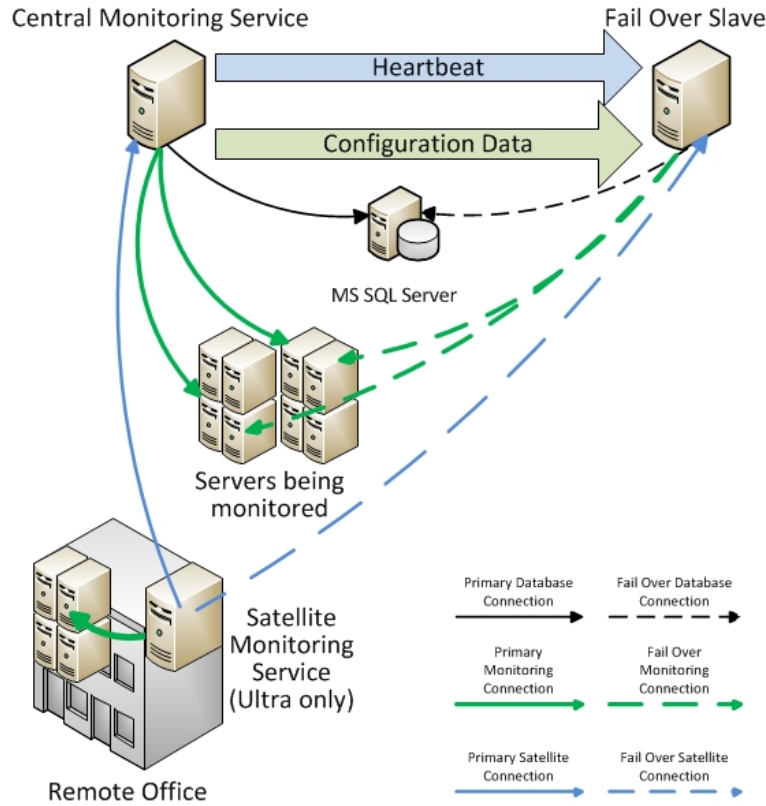 Central Monitoring Service
Fail Over Slave
Heartbeat
Configuration Data
MS SQL Server
Servers being
monitored
Satellite
Monitoring
Service
(Ultra only)
Remote Office
Primary Database
Connection
Fail Over Database
Connection
Primary
Monitoring
Connection
Fail Over
Monitoring
Connection
Primary Satellite
Connection
Fail Over Satellite
Connection